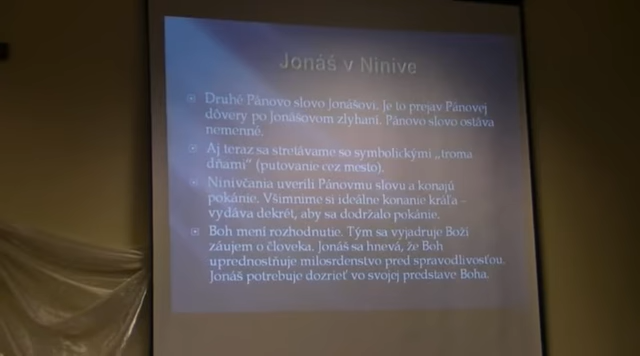 Jonáš v Ninive
Druhé Pánovo slovo Jonášovi. Je to prejav Pánovej
dôvery po Jonášovom zlyhaní. Pánovo slovo ostáva
nemenné.
Aj teraz sa stretávame so symbolickými „troma
dňami“ (putovanie cez mesto).
Ninivčania uverili Pánovmu slovu a konajú
pokánie. Všimnime si ideálne konanie kráľa –
vydáva dekrét, aby sa dodržalo pokánie.
Boh mení rozhodnutie. Tým sa vyjadruje Boží
záujem o človeka. Jonáš sa hnevá, že Boh
uprednostňuje milosrdenstvo pred spravodlivosťou.
Jonáš potrebuje dozrieť vo svojej predstave Boha.